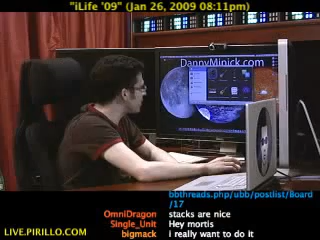 "iLife '09" (Jan 26, 2009 08:11pm)
DannyMinick.com
bbthreads.php/ubb/postlist/Board
/17
OmniDragon stacks are nice
Single_Unit Hey mortis
bigmack i really want to do it
LIVE.PIRILLO.COM